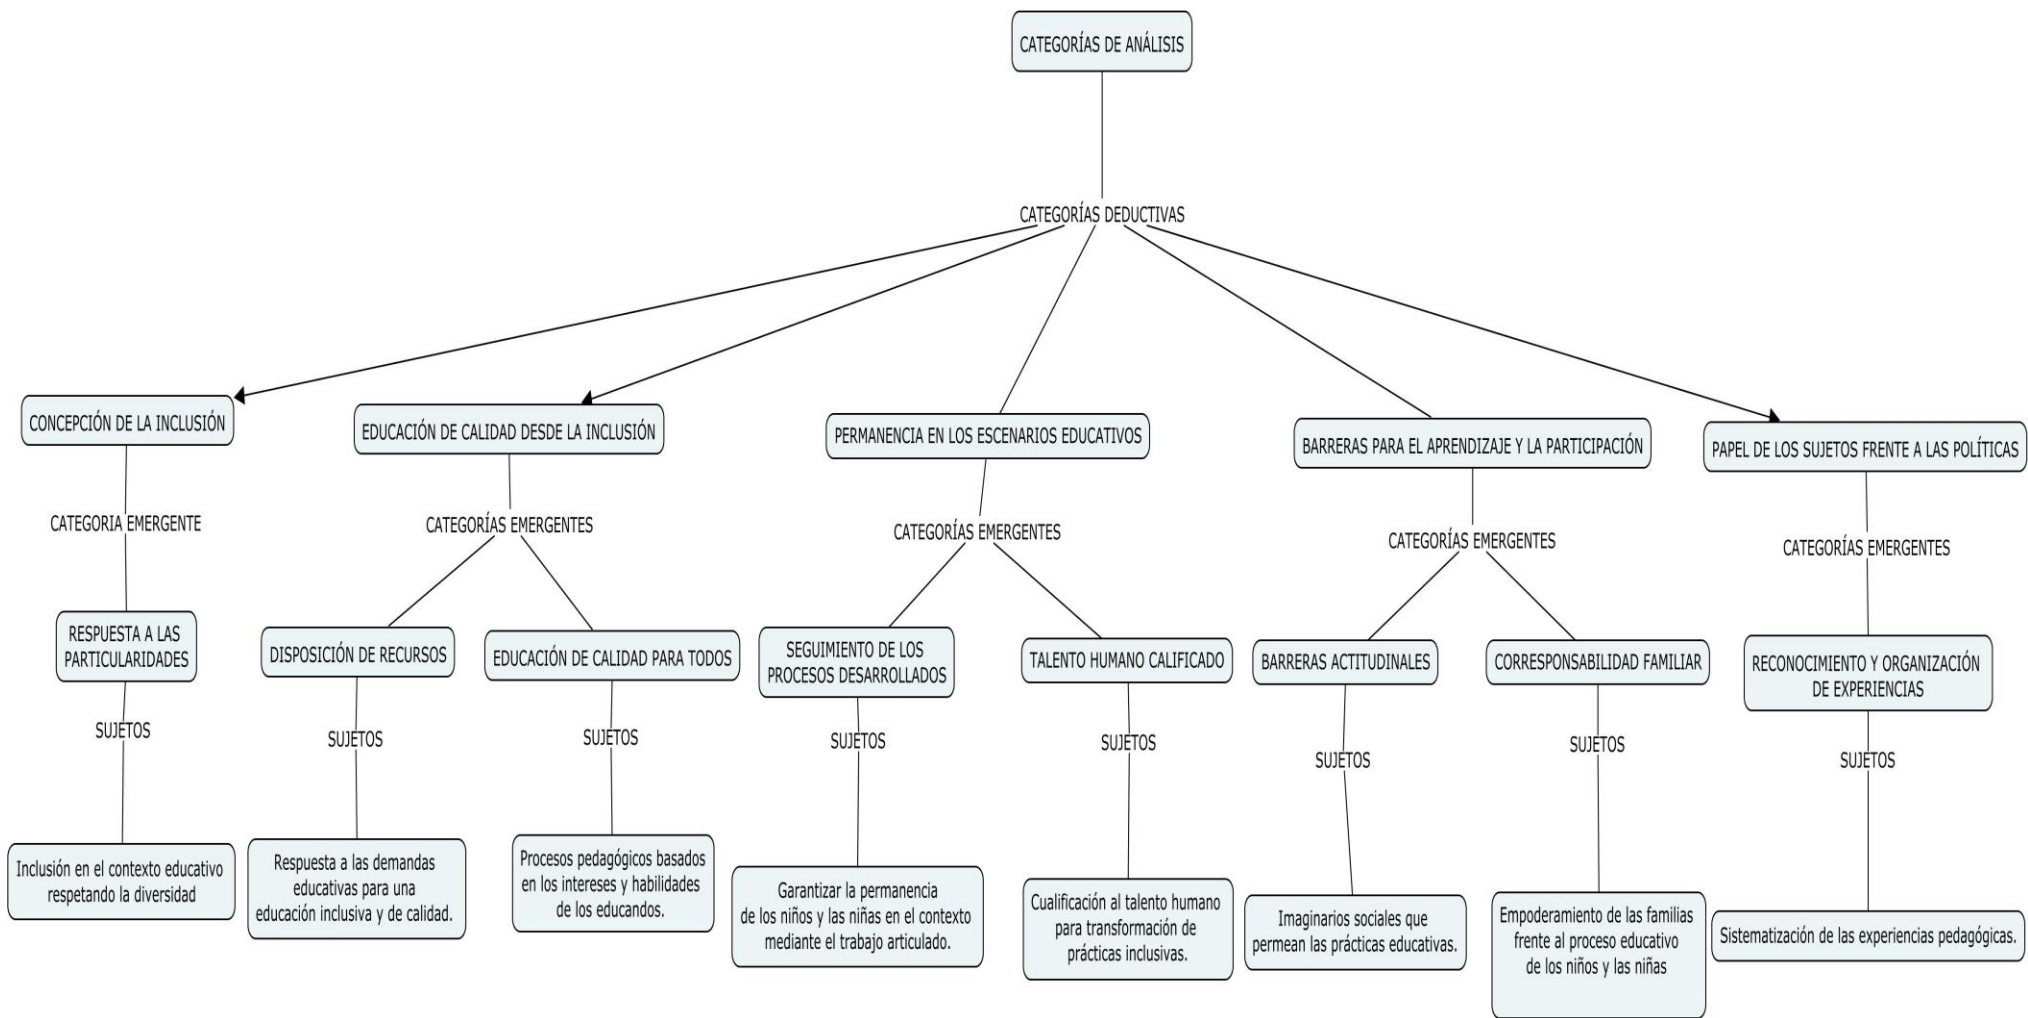 CATEGORÍAS DE ANÁLISIS
CATEGORÍAS DEDUCTIVAS
CONCEPCIÓN DE LA INCLUSIÓN
EDUCACIÓN DE CALIDAD DESDE LA INCLUSIÓN
PERMANENCIA EN LOS ESCENARIOS EDUCATIVOS
BARRERAS PARA EL APRENDIZAJE Y LA PARTICIPACIÓN
PAPEL DE LOS SUJETOS FRENTE A LAS POLÍTICAS
CATEGORIA EMERGENTE
CATEGORÍAS EMERGENTES
CATEGORÍAS EMERGENTES
CATEGORÍAS EMERGENTES
CATEGORÍAS EMERGENTES
RESPUESTA A LAS
PARTICULARIDADES
DISPOSICIÓN DE RECURSOS
EDUCACIÓN DE CALIDAD PARA TODOS
SEGUIMIENTO DE LOS
PROCESOS DESARROLLADOS
TALENTO HUMANO CALIFICADO
BARRERAS ACTITUDINALES
CORRESPONSABILIDAD FAMILIAR
RECONOCIMIENTO Y ORGANIZACIÓN
DE EXPERIENCIAS
SUJETOS
SUJETOS
SUJETOS
SUJETOS
SUJETOS
SUJETOS
SUJETOS
SUJETOS
Inclusión en el contexto educativo
respetando la diversidad
Respuesta a las demandas
educativas para una
educación inclusiva y de calidad.
Procesos pedagógicos basados
en los intereses y habilidades
de los educandos.
Garantizar la permanencia
de los niños y las niñas en el contexto
mediante el trabajo articulado.
Cualificación al talento humano
para transformación de
prácticas inclusivas.
Imaginarios sociales que
permean las prácticas educativas.
Empoderamiento de las familias
frente al proceso educativo
de los niños y las niñas
Sistematización de las experiencias pedagógicas.